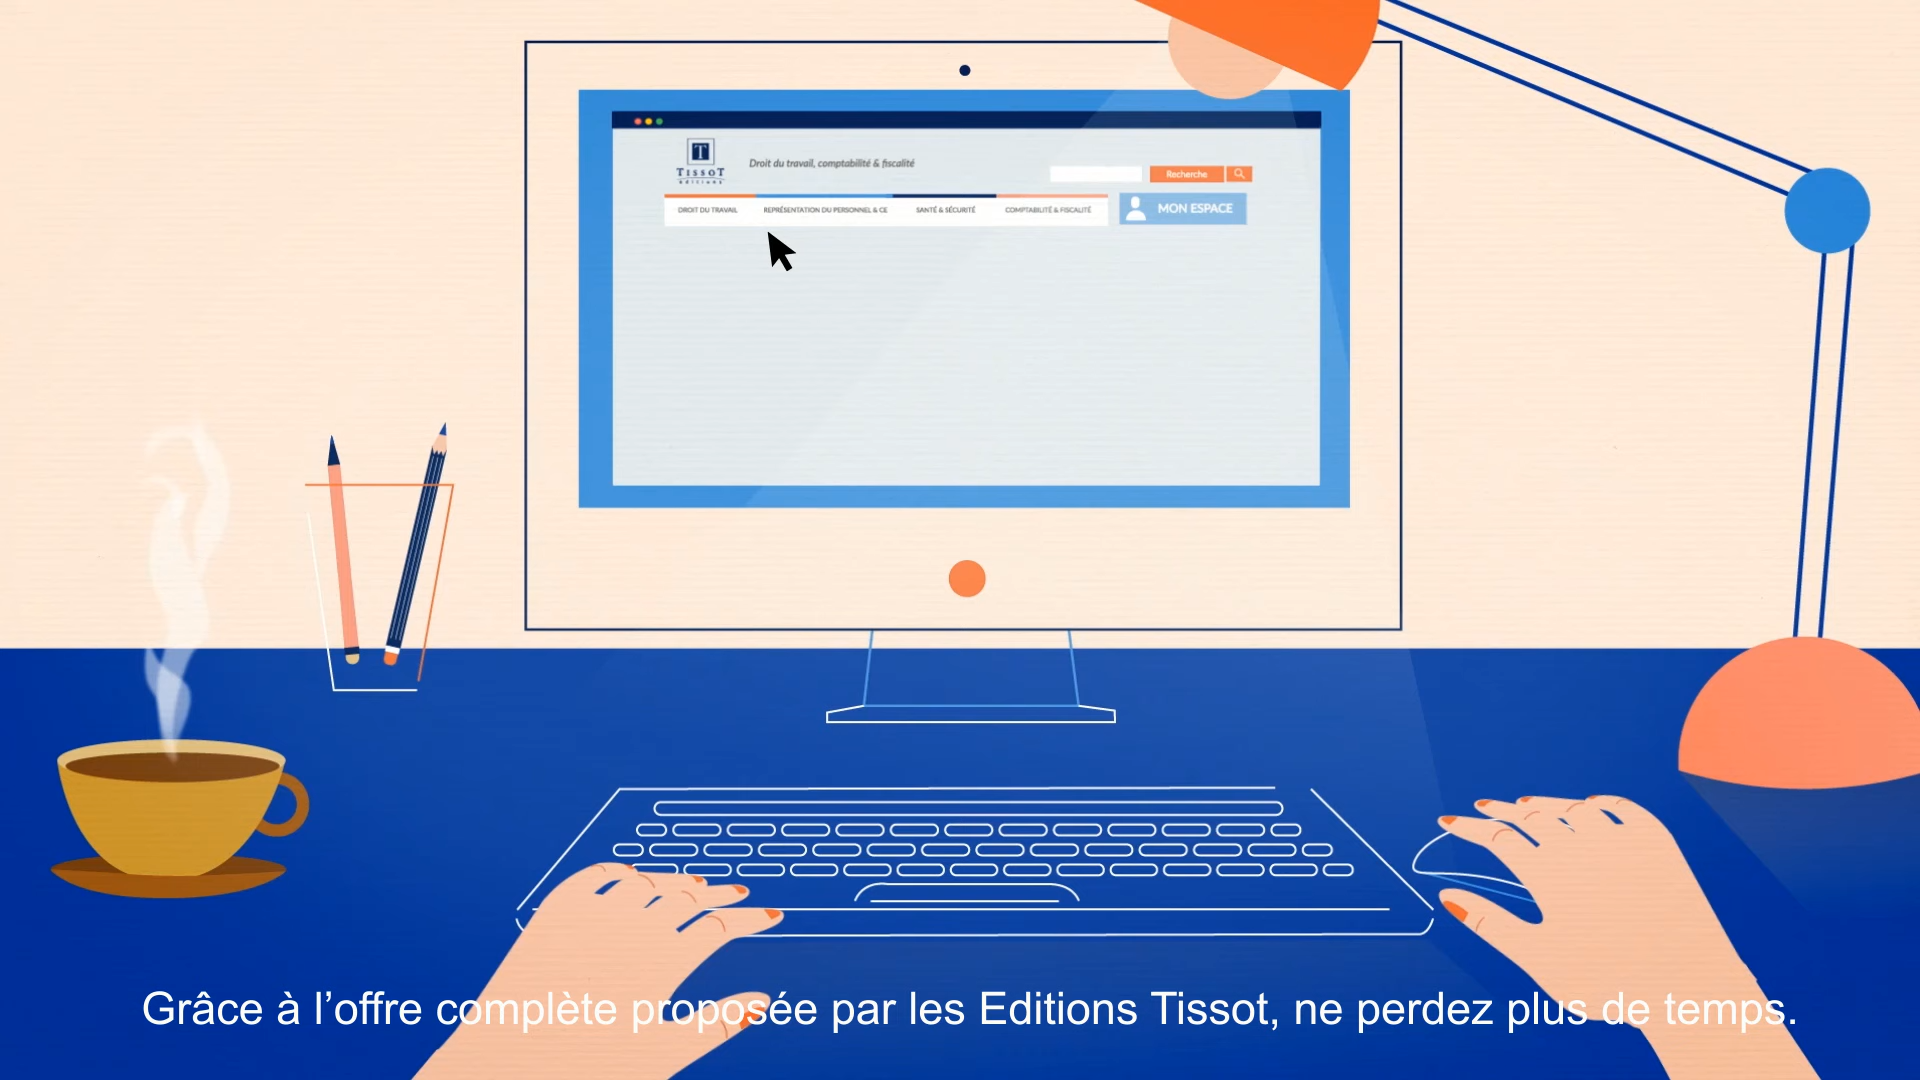 T
TISSOT
éditions
Droit du travail, comptabilité & fiscalité
Recherche
DROIT DU TRAVAIL
REPRÉSENTATION DU PERSONNEL & CE
SANTÉ & SÉCURITÉ
COMPTABILITÉ & FISCALITÉ
MON ESPACE
Grâce à l’offre complète proposée par les Editions Tissot, ne perdez plus de temps.